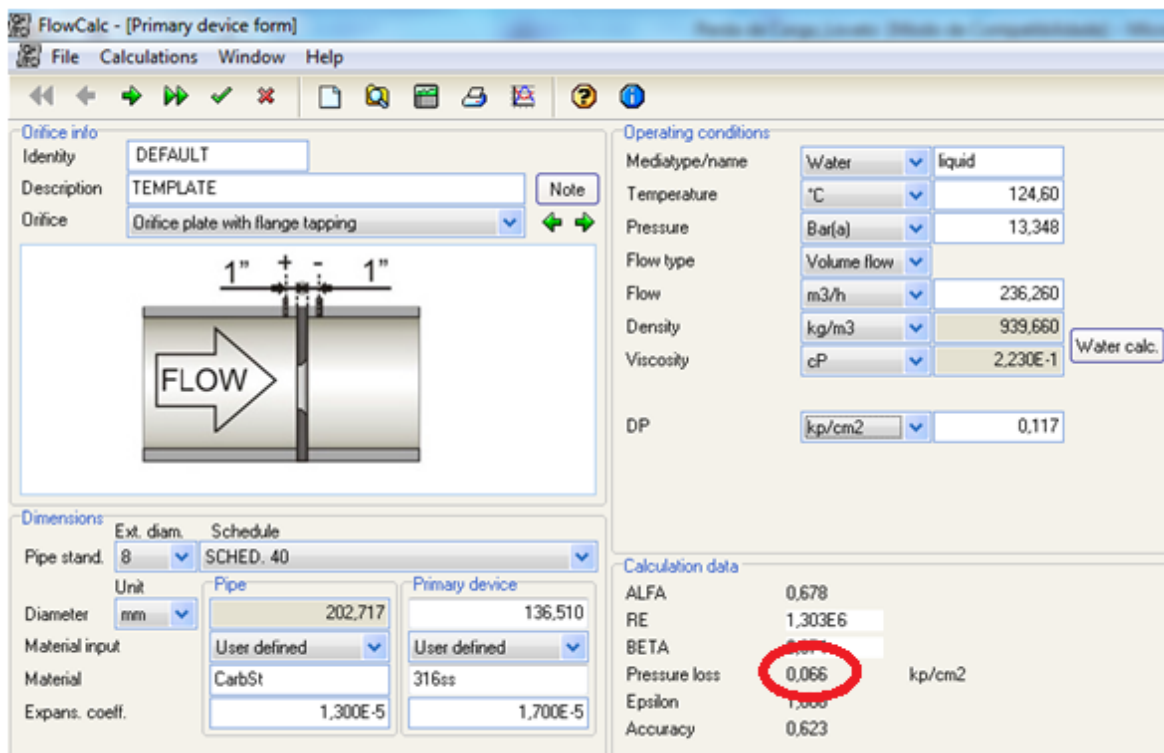 FlowCalc - [Primary device form]
File Calculations Window Help
Orifice info
Identity DEFAULT
Description TEMPLATE Note
Orifice Orifice plate with flange tapping
1" + - 1"
FLOW
Dimensions
Ext. diam. Schedule
Pipe stand. 8 SCHED. 40
Unit Pipe Primary device
Diameter mm 202,717 136,510
Material input User defined User defined
Material CarbSt 316ss
Expans. coeff. 1,300E-5 1,700E-5
Operating conditions
Mediatype/name Water liquid
Temperature °C 124,60
Pressure Bar(a) 13,348
Flow type Volume flow
Flow m3/h 236,260
Density kg/m3 939,660
Water calc.
Viscosity cP 2,230E-1
DP kp/cm2 0,117
Calculation data
ALFA 0,678
RE 1,303E6
BETA
Pressure loss 0,066 kp/cm2
Epsilon
Accuracy 0,623